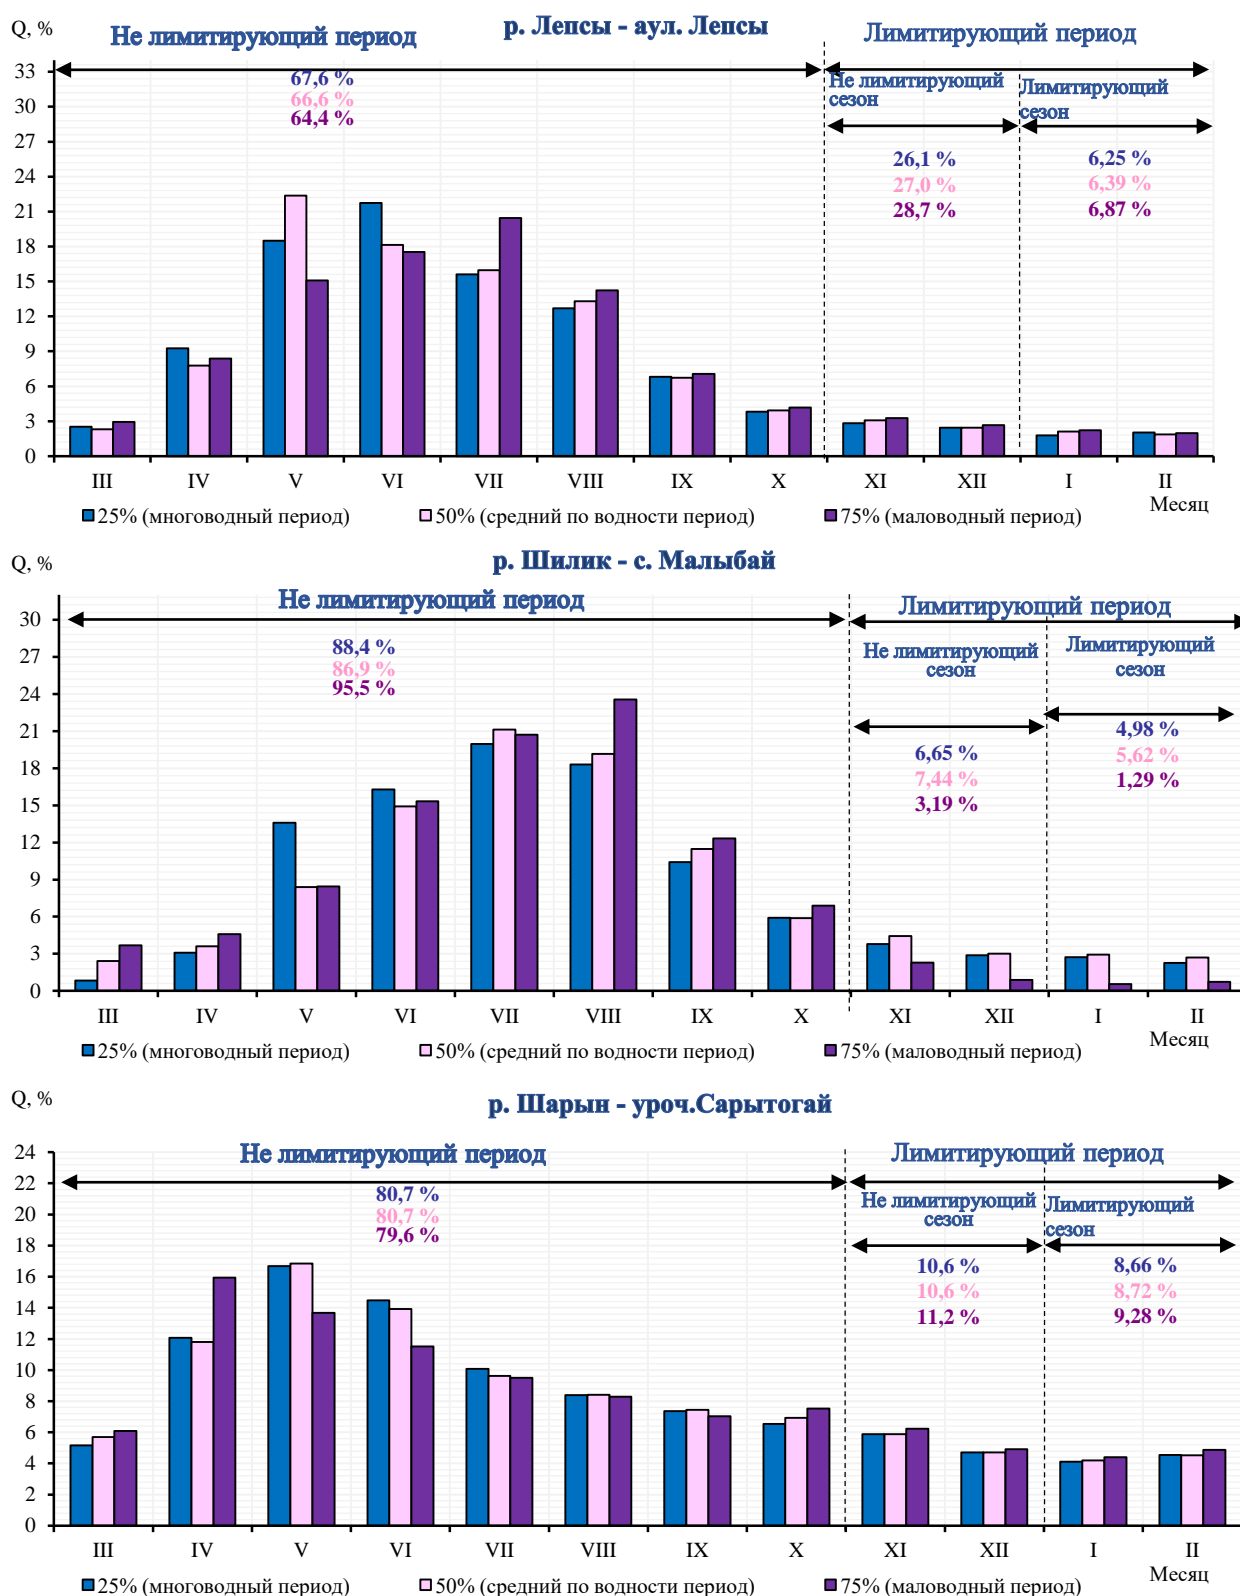 Q, %
р. Лепсы - аул. Лепсы
Не лимитирующий период
Лимитирующий период
67,6 %
66,6 %
64,4 %
Не лимитирующий
сезон
Лимитирующий
сезон
26,1 %
27,0 %
28,7 %
6,25 %
6,39 %
6,87 %
33
30
27
24
21
18
15
12
9
6
3
0
III IV V VI VII VIII IX X XI XII I II
Месяц
25% (многоводный период) 50% (средний по водности период) 75% (маловодный период)
Q, %
р. Шилик - с. Малыбай
Не лимитирующий период
Лимитирующий период
88,4 %
86,9 %
95,5 %
Не лимитирующий
сезон
Лимитирующий
сезон
6,65 %
7,44 %
3,19 %
4,98 %
5,62 %
1,29 %
30
27
24
21
18
15
12
9
6
3
0
III IV V VI VII VIII IX X XI XII I II
Месяц
25% (многоводный период) 50% (средний по водности период) 75% (маловодный период)
Q, %
р. Шарын - уроч.Сарытогай
Не лимитирующий период
Лимитирующий период
80,7 %
80,7 %
79,6 %
Не лимитирующий
сезон
Лимитирующий
сезон
10,6 %
10,6 %
11,2 %
8,66 %
8,72 %
9,28 %
24
22
20
18
16
14
12
10
8
6
4
2
0
III IV V VI VII VIII IX X XI XII I II
Месяц
25% (многоводный период) 50% (средний по водности период) 75% (маловодный период)